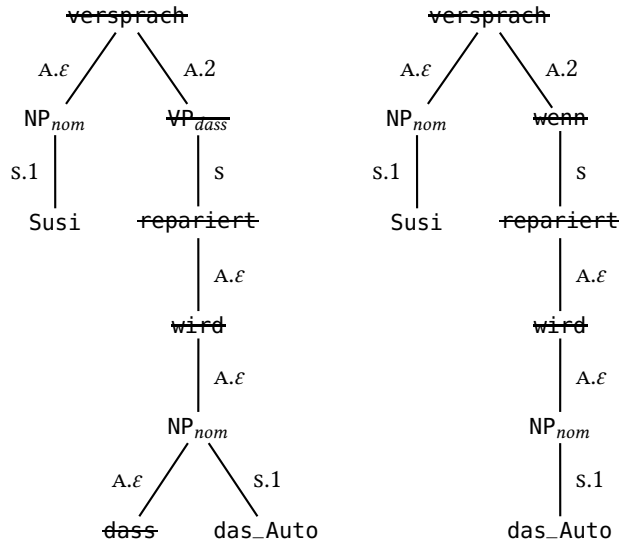 versprach versprach
A.ε A.2 A.ε A.2
NP_nom VP_dass NP_nom wenn
s.1 s s.1 s
Susi repariert Susi repariert
A.ε A.ε
wird wird
A.ε A.ε
NP_nom NP_nom
A.ε s.1 s.1
dass das_Auto das_Auto